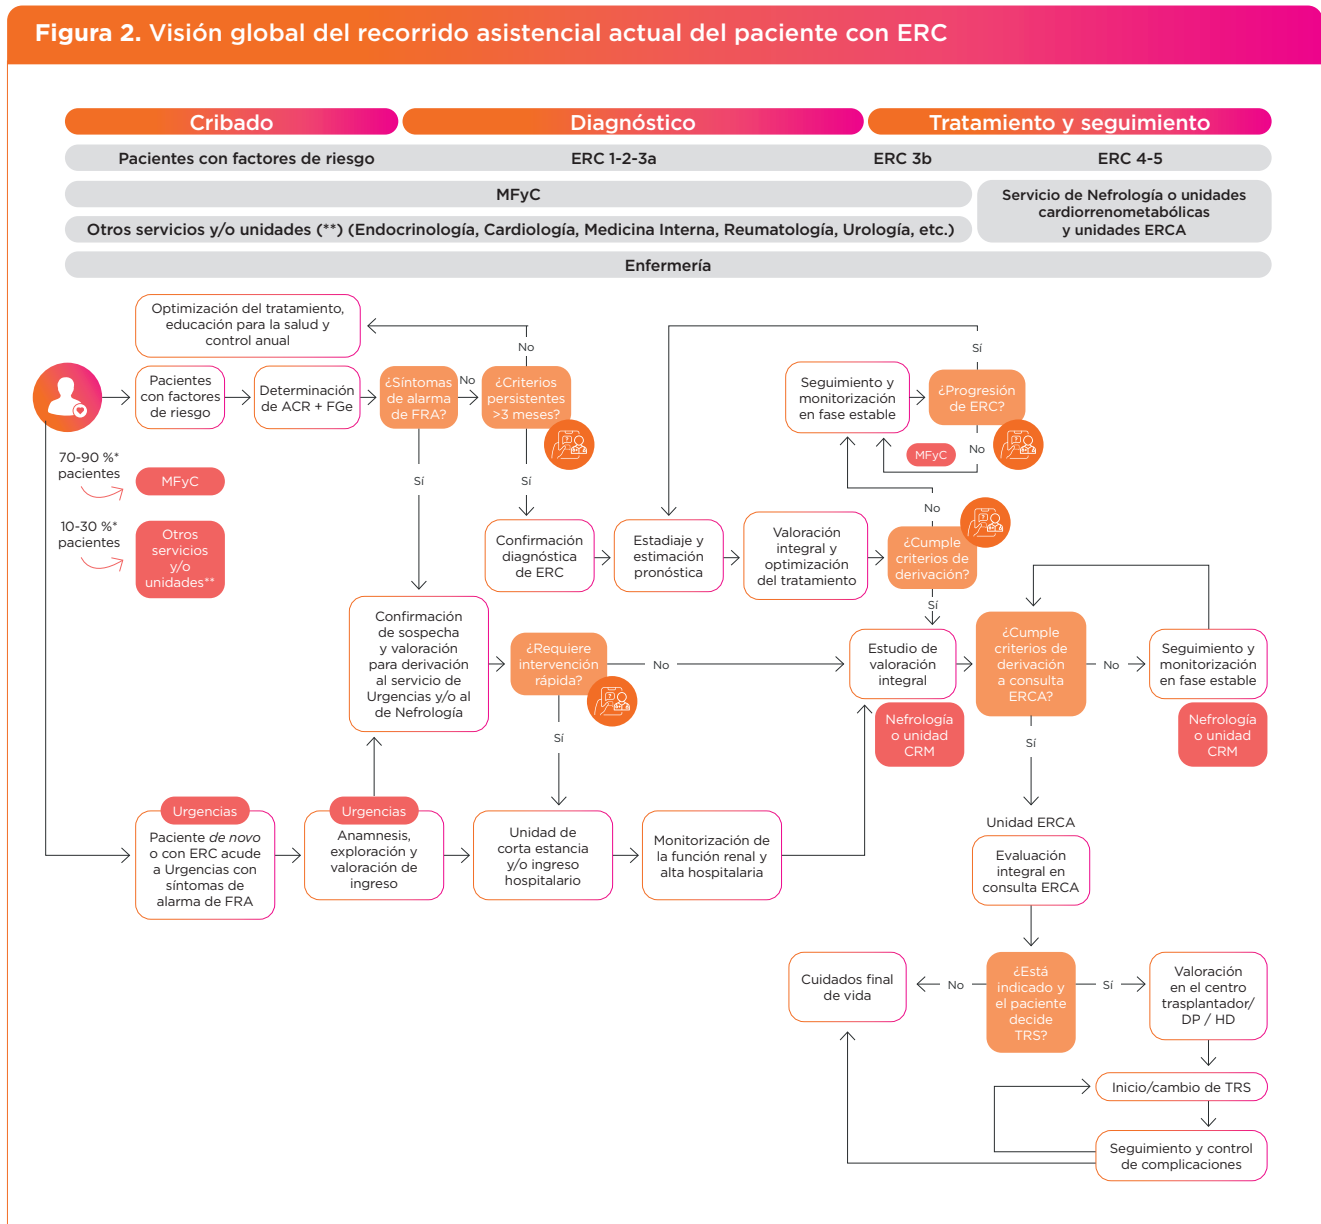 Figura 2. Visión global del recorrido asistencial actual del paciente con ERC
Cribado
Diagnóstico
Tratamiento y seguimiento
Pacientes con factores de riesgo
ERC 1-2-3a
ERC 3b
ERC 4-5
MFyC
Servicio de Nefrología o unidades
cardiorrenometabólicas
y unidades ERCA
Otros servicios y/o unidades (**) (Endocrinología, Cardiología, Medicina Interna, Reumatología, Urología, etc.)
Enfermería
Optimización del tratamiento,
educación para la salud y
control anual
No
Sí
Pacientes
con factores
de riesgo
Determinación
de ACR + FGe
¿Síntomas
de alarma
de FRA?
No
¿Criterios
persistentes
>3 meses?
Seguimiento y
monitorización
en fase estable
¿Progresión
de ERC?
MFyC
No
70-90 %*
pacientes
MFyC
Sí
Sí
10-30 %*
pacientes
Otros
servicios
y/o
unidades**
No
Confirmación
diagnóstica
de ERC
Estadiaje y
estimación
pronóstica
Valoración
integral y
optimización
del tratamiento
¿Cumple
criterios de
derivación?
Sí
Confirmación
de sospecha
y valoración
para derivación
al servicio de
Urgencias y/o al
de Nefrología
¿Requiere
intervención
rápida?
No
Estudio de
valoración
integral
¿Cumple
criterios de
derivación
a consulta
ERCA?
No
Seguimiento y
monitorización
en fase estable
Nefrología
o unidad
CRM
Nefrología
o unidad
CRM
Sí
Sí
Urgencias
Paciente de novo
o con ERC acude
a Urgencias con
síntomas de
alarma de FRA
Urgencias
Anamnesis,
exploración y
valoración de
ingreso
Unidad de
corta estancia
y/o ingreso
hospitalario
Monitorización de
la función renal y
alta hospitalaria
Unidad ERCA
Evaluación
integral en
consulta ERCA
Cuidados final
de vida
No
¿Está
indicado y
el paciente
decide
TRS?
Sí
Valoración
en el centro
trasplantador/
DP / HD
Inicio/cambio de TRS
Seguimiento y control
de complicaciones